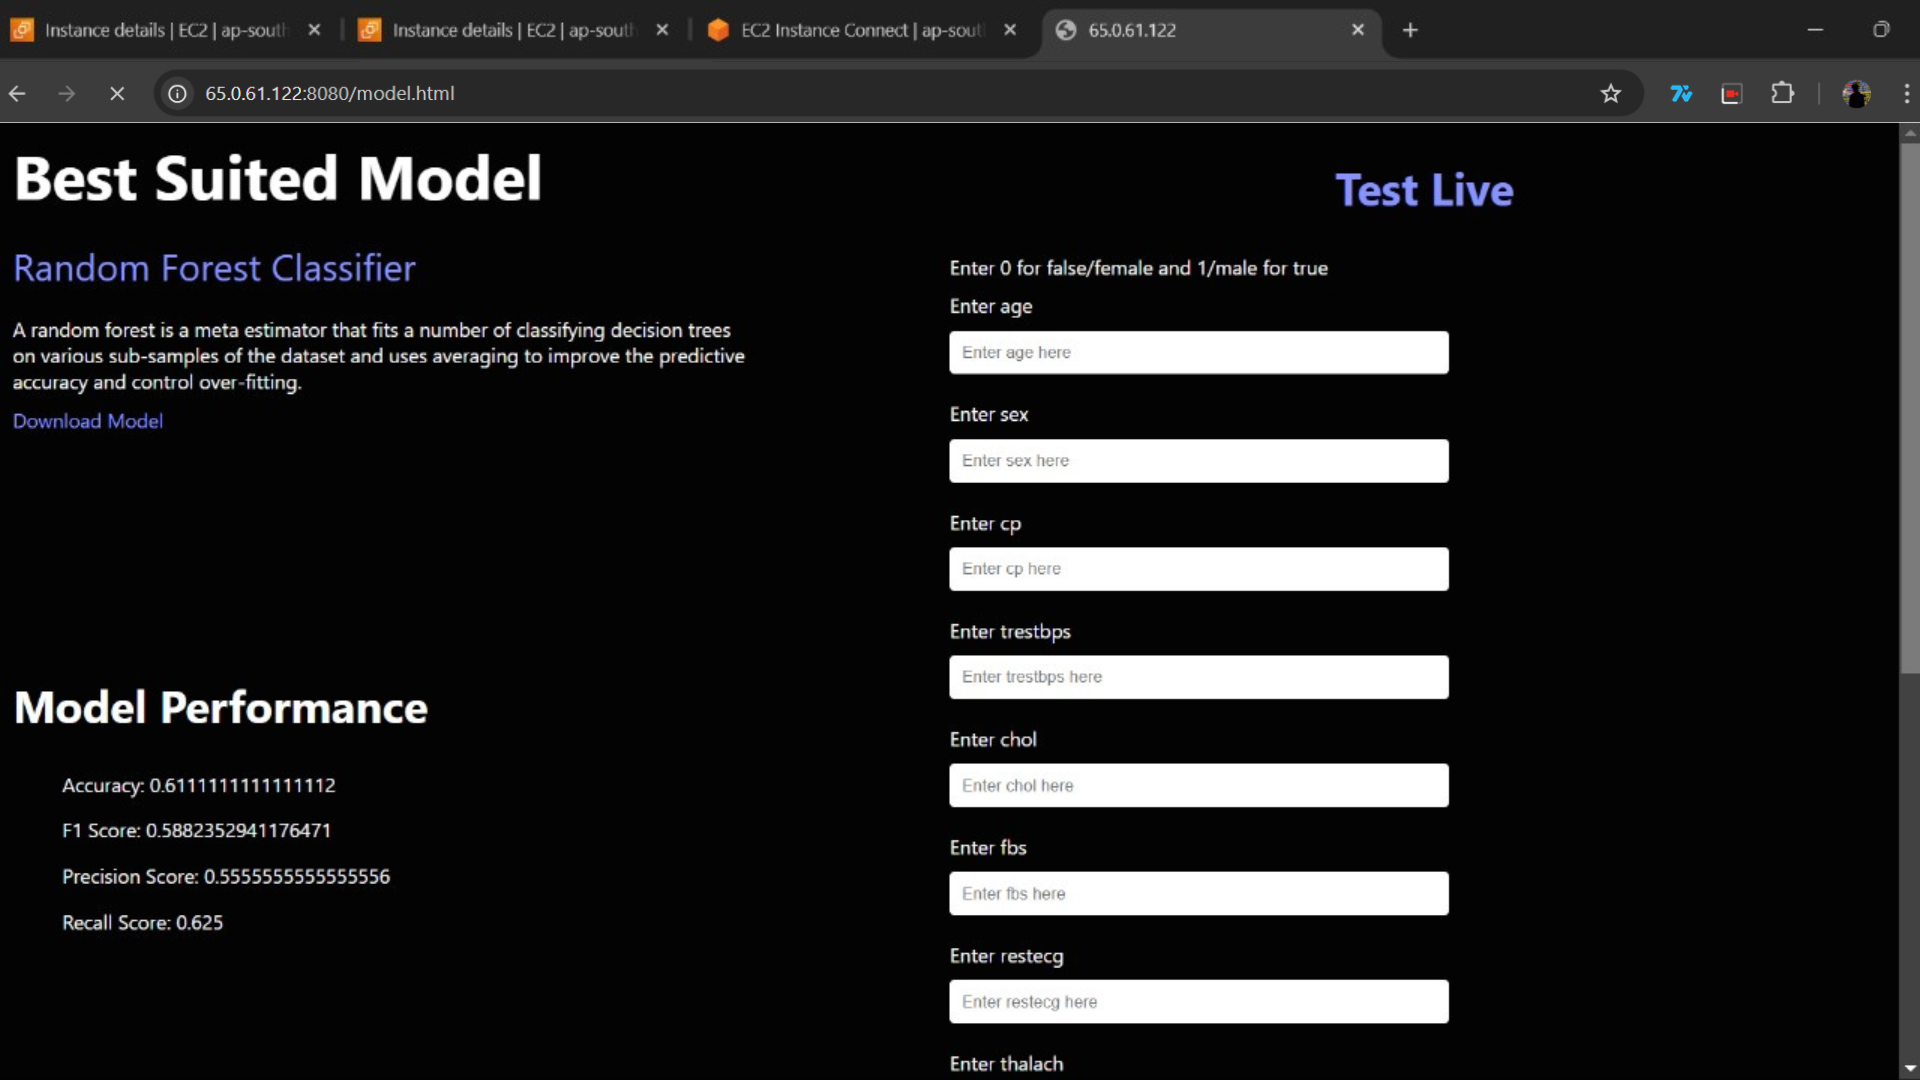 Instance details | EC2 | ap-south
Instance details | EC2 | ap-south
EC2 Instance Connect | ap-sout
65.0.61.122
65.0.61.122:8080/model.html
Best Suited Model
Random Forest Classifier
A random forest is a meta estimator that fits a number of classifying decision trees
on various sub-samples of the dataset and uses averaging to improve the predictive
accuracy and control over-fitting.
Download Model
Model Performance
Accuracy: 0.6111111111111112
F1 Score: 0.5882352941176471
Precision Score: 0.5555555555555556
Recall Score: 0.625
Test Live
Enter 0 for false/female and 1/male for true
Enter age
Enter age here
Enter sex
Enter sex here
Enter cp
Enter cp here
Enter trestbps
Enter trestbps here
Enter chol
Enter chol here
Enter fbs
Enter fbs here
Enter restecg
Enter restecg here
Enter thalach